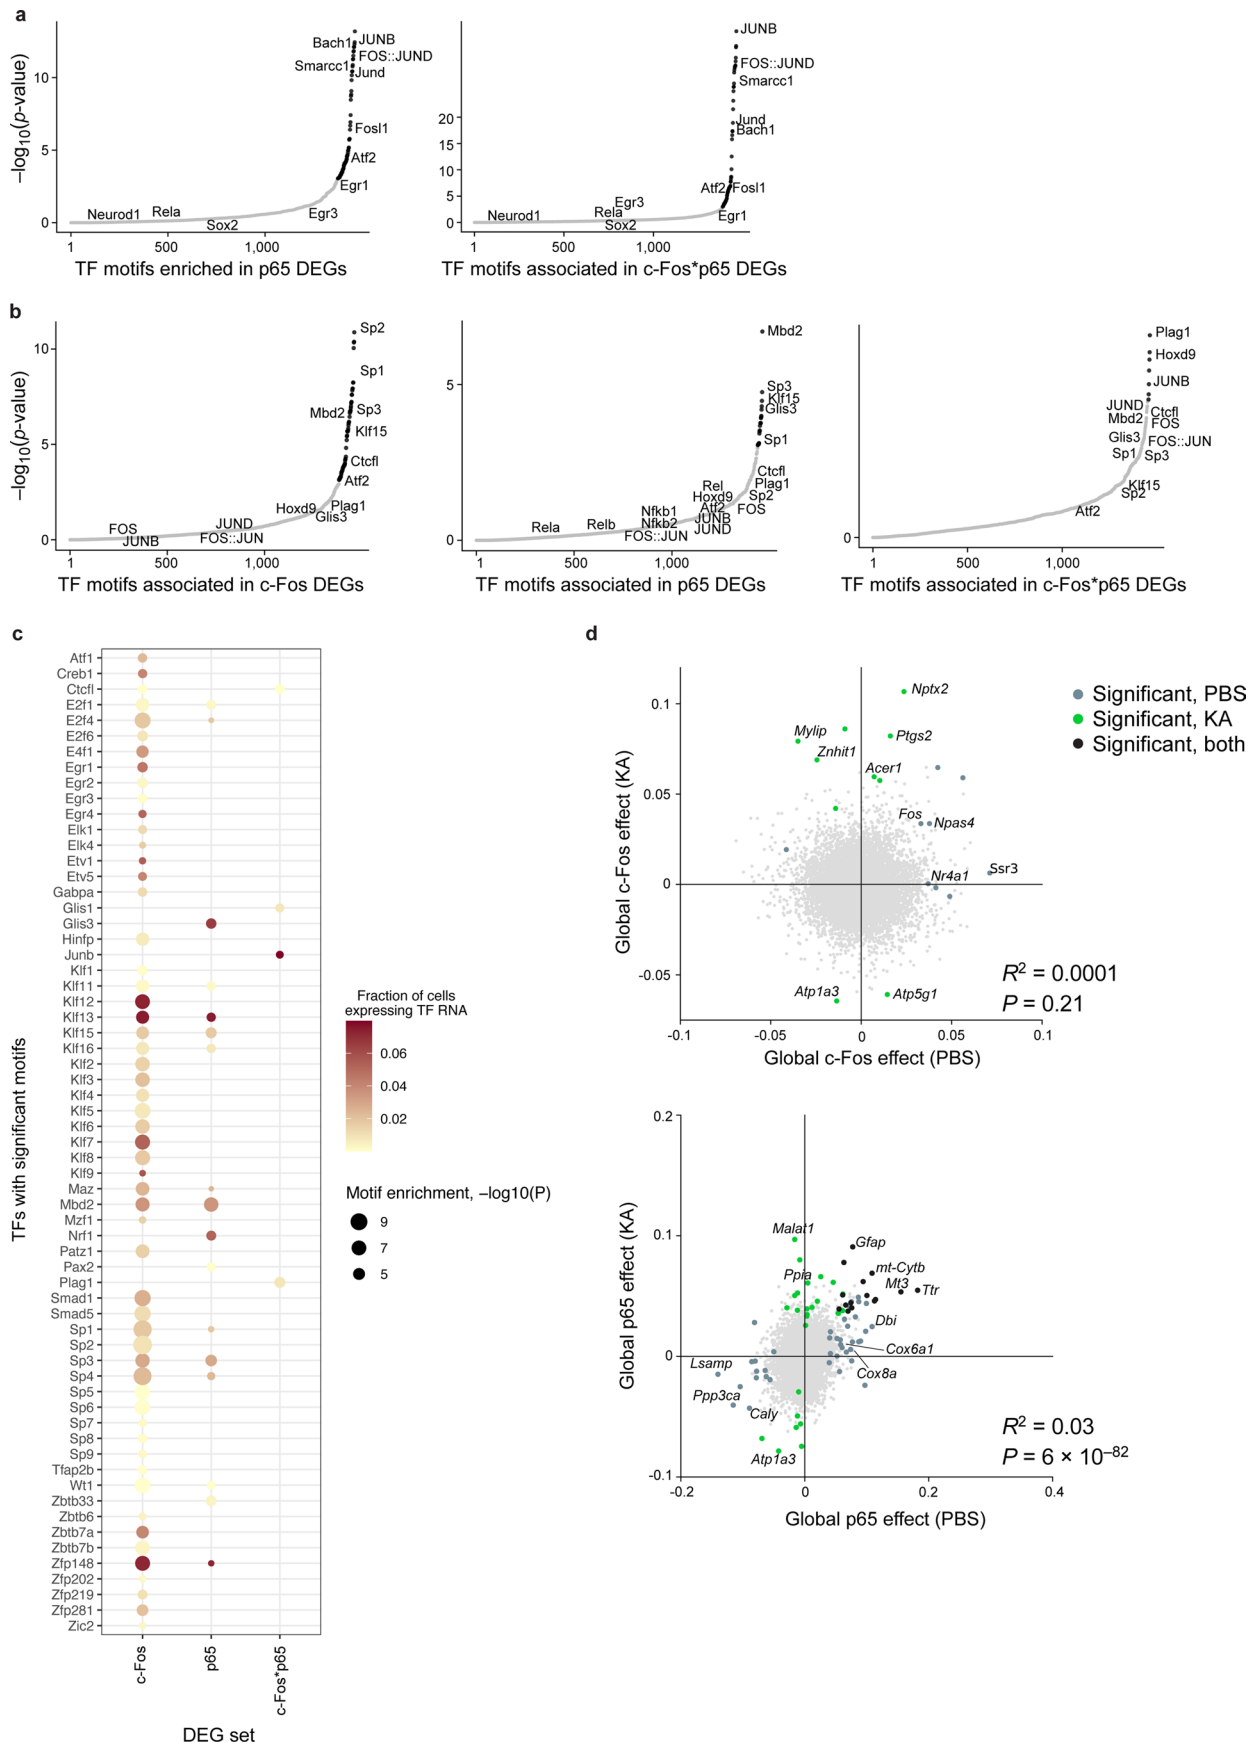 a
−log10(p-value)
10
5
0
Bach1
JUNB
FOS::JUND
Smarcc1
Jund
Fosl1
Atf2
Egr1
Neurod1
Rela
Sox2
Egr3
1
500
1,000
TF motifs enriched in p65 DEGs
20
15
10
5
0
JUNB
FOS::JUND
Smarcc1
Jund
Bach1
Atf2
Fosl1
Egr3
Neurod1
Rela
Sox2
Egr1
1
500
1,000
TF motifs associated in c-Fos*p65 DEGs
b
−log10(p-value)
10
5
0
Sp2
Sp1
Mbd2
Sp3
Klf15
Ctcfl
Atf2
Hoxd9
Plag1
Glis3
FOS
JUNB
JUND
FOS::JUN
1
500
1,000
TF motifs associated in c-Fos DEGs
5
0
Mbd2
Sp3
Klf15
Glis3
Sp1
Ctcfl
Rel
Plag1
Hoxd9
Sp2
Atf2
FOS
Nfkb1
JUNB
Rela
Relb
Nfkb2
JUND
FOS::JUN
1
500
1,000
TF motifs associated in p65 DEGs
0
Plag1
Hoxd9
JUNB
JUND
Ctcfl
Mbd2
FOS
Glis3
FOS::JUN
Sp1
Sp3
Klf15
Sp2
Atf2
1
500
1,000
TF motifs associated in c-Fos*p65 DEGs
c
TFs with significant motifs
Atf1
Creb1
Ctcfl
E2f1
E2f4
E2f6
E4f1
Egr1
Egr2
Egr3
Egr4
Elk1
Elk4
Etv1
Etv5
Gabpa
Glis1
Glis3
Hinfp
Junb
Klf1
Klf11
Klf12
Klf13
Klf15
Klf16
Klf2
Klf3
Klf4
Klf5
Klf6
Klf7
Klf8
Klf9
Maz
Mbd2
Mzf1
Nrf1
Patz1
Pax2
Plag1
Smad1
Smad5
Sp1
Sp2
Sp3
Sp4
Sp5
Sp6
Sp7
Sp8
Sp9
Tfap2b
Wt1
Zbtb33
Zbtb6
Zbtb7a
Zbtb7b
Zfp148
Zfp202
Zfp219
Zfp281
Zic2
c-Fos
p65
c-Fos*p65
DEG set
Fraction of cells
expressing TF RNA
0.06
0.04
0.02
Motif enrichment, −log10(P)
9
7
5
d
Global c-Fos effect (KA)
0.1
0.05
0
-0.05
Nptx2
Mylip
Ptgs2
Znhit1
Acer1
Fos
Npas4
Nr4a1
Ssr3
Atp1a3
Atp5g1
R2 = 0.0001
P = 0.21
-0.1
-0.05
0
0.05
0.1
Global c-Fos effect (PBS)
Significant, PBS
Significant, KA
Significant, both
Global p65 effect (KA)
0.2
0.1
0
-0.1
Malat1
Gfap
Ppia
mt-Cytb
Mt3
Ttr
Dbi
Cox6a1
Cox8a
Lsamp
Ppp3ca
Caly
Atp1a3
R2 = 0.03
P = 6 × 10−82
-0.2
0
0.2
0.4
Global p65 effect (PBS)